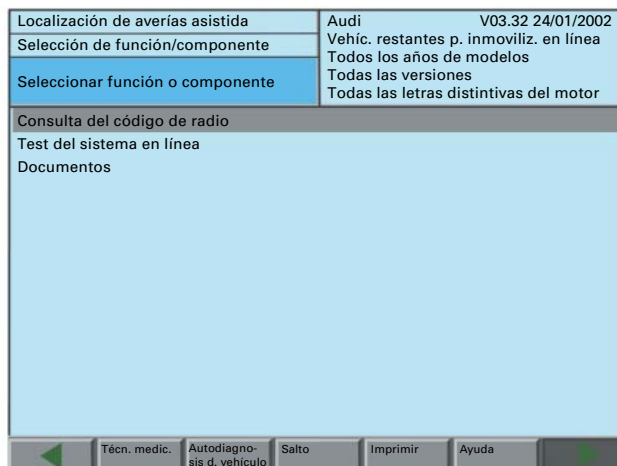 Localización de averías asistida
Selección de función/componente
Seleccionar función o componente
Audi V03.32 24/01/2002
Vehíc. restantes p. inmoviliz. en línea
Todos los años de modelos
Todas las versiones
Todas las letras distintivas del motor
Consulta del código de radio
Test del sistema en línea
Documentos
Técn. medic.
Autodiagno-
sis d. vehículo
Salto
Imprimir
Ayuda